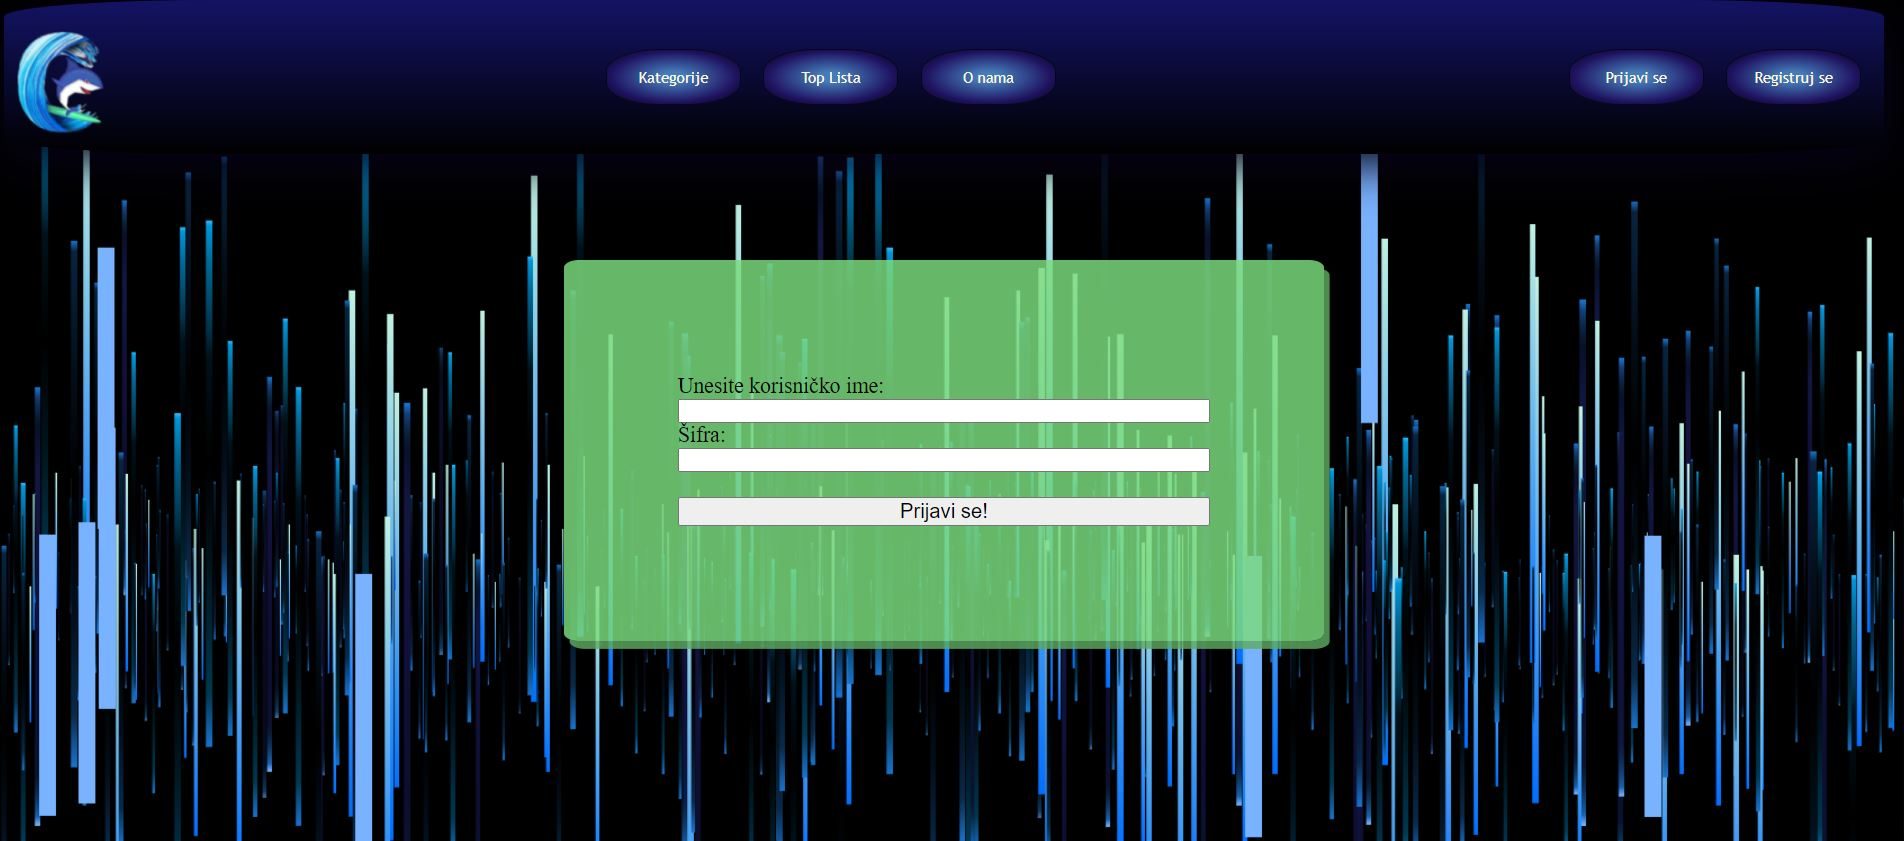 Kategorije
Top Lista
O nama
Prijavi se
Registruj se
Unesite korisničko ime:
Šifra:
Prijavi se!